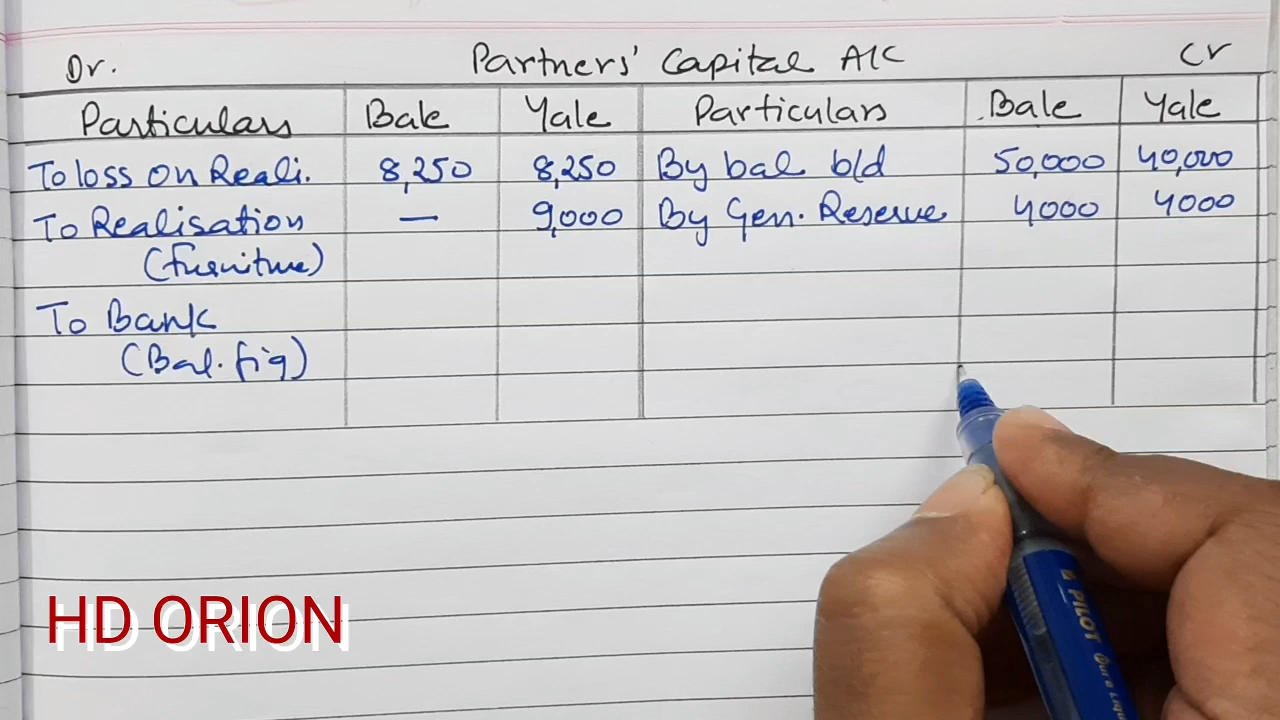 Dr. Partners' Capital A/C Cr
Particulars Bale Yale Particulars Bale Yale
To loss on Reali. 8,250 8,250 By bal b/d 50,000 40,000
To Realisation — 9,000 By Gen. Reserve 4000 4000
(furniture)
To Bank
(Bal. fig)
HD ORION
PILOT